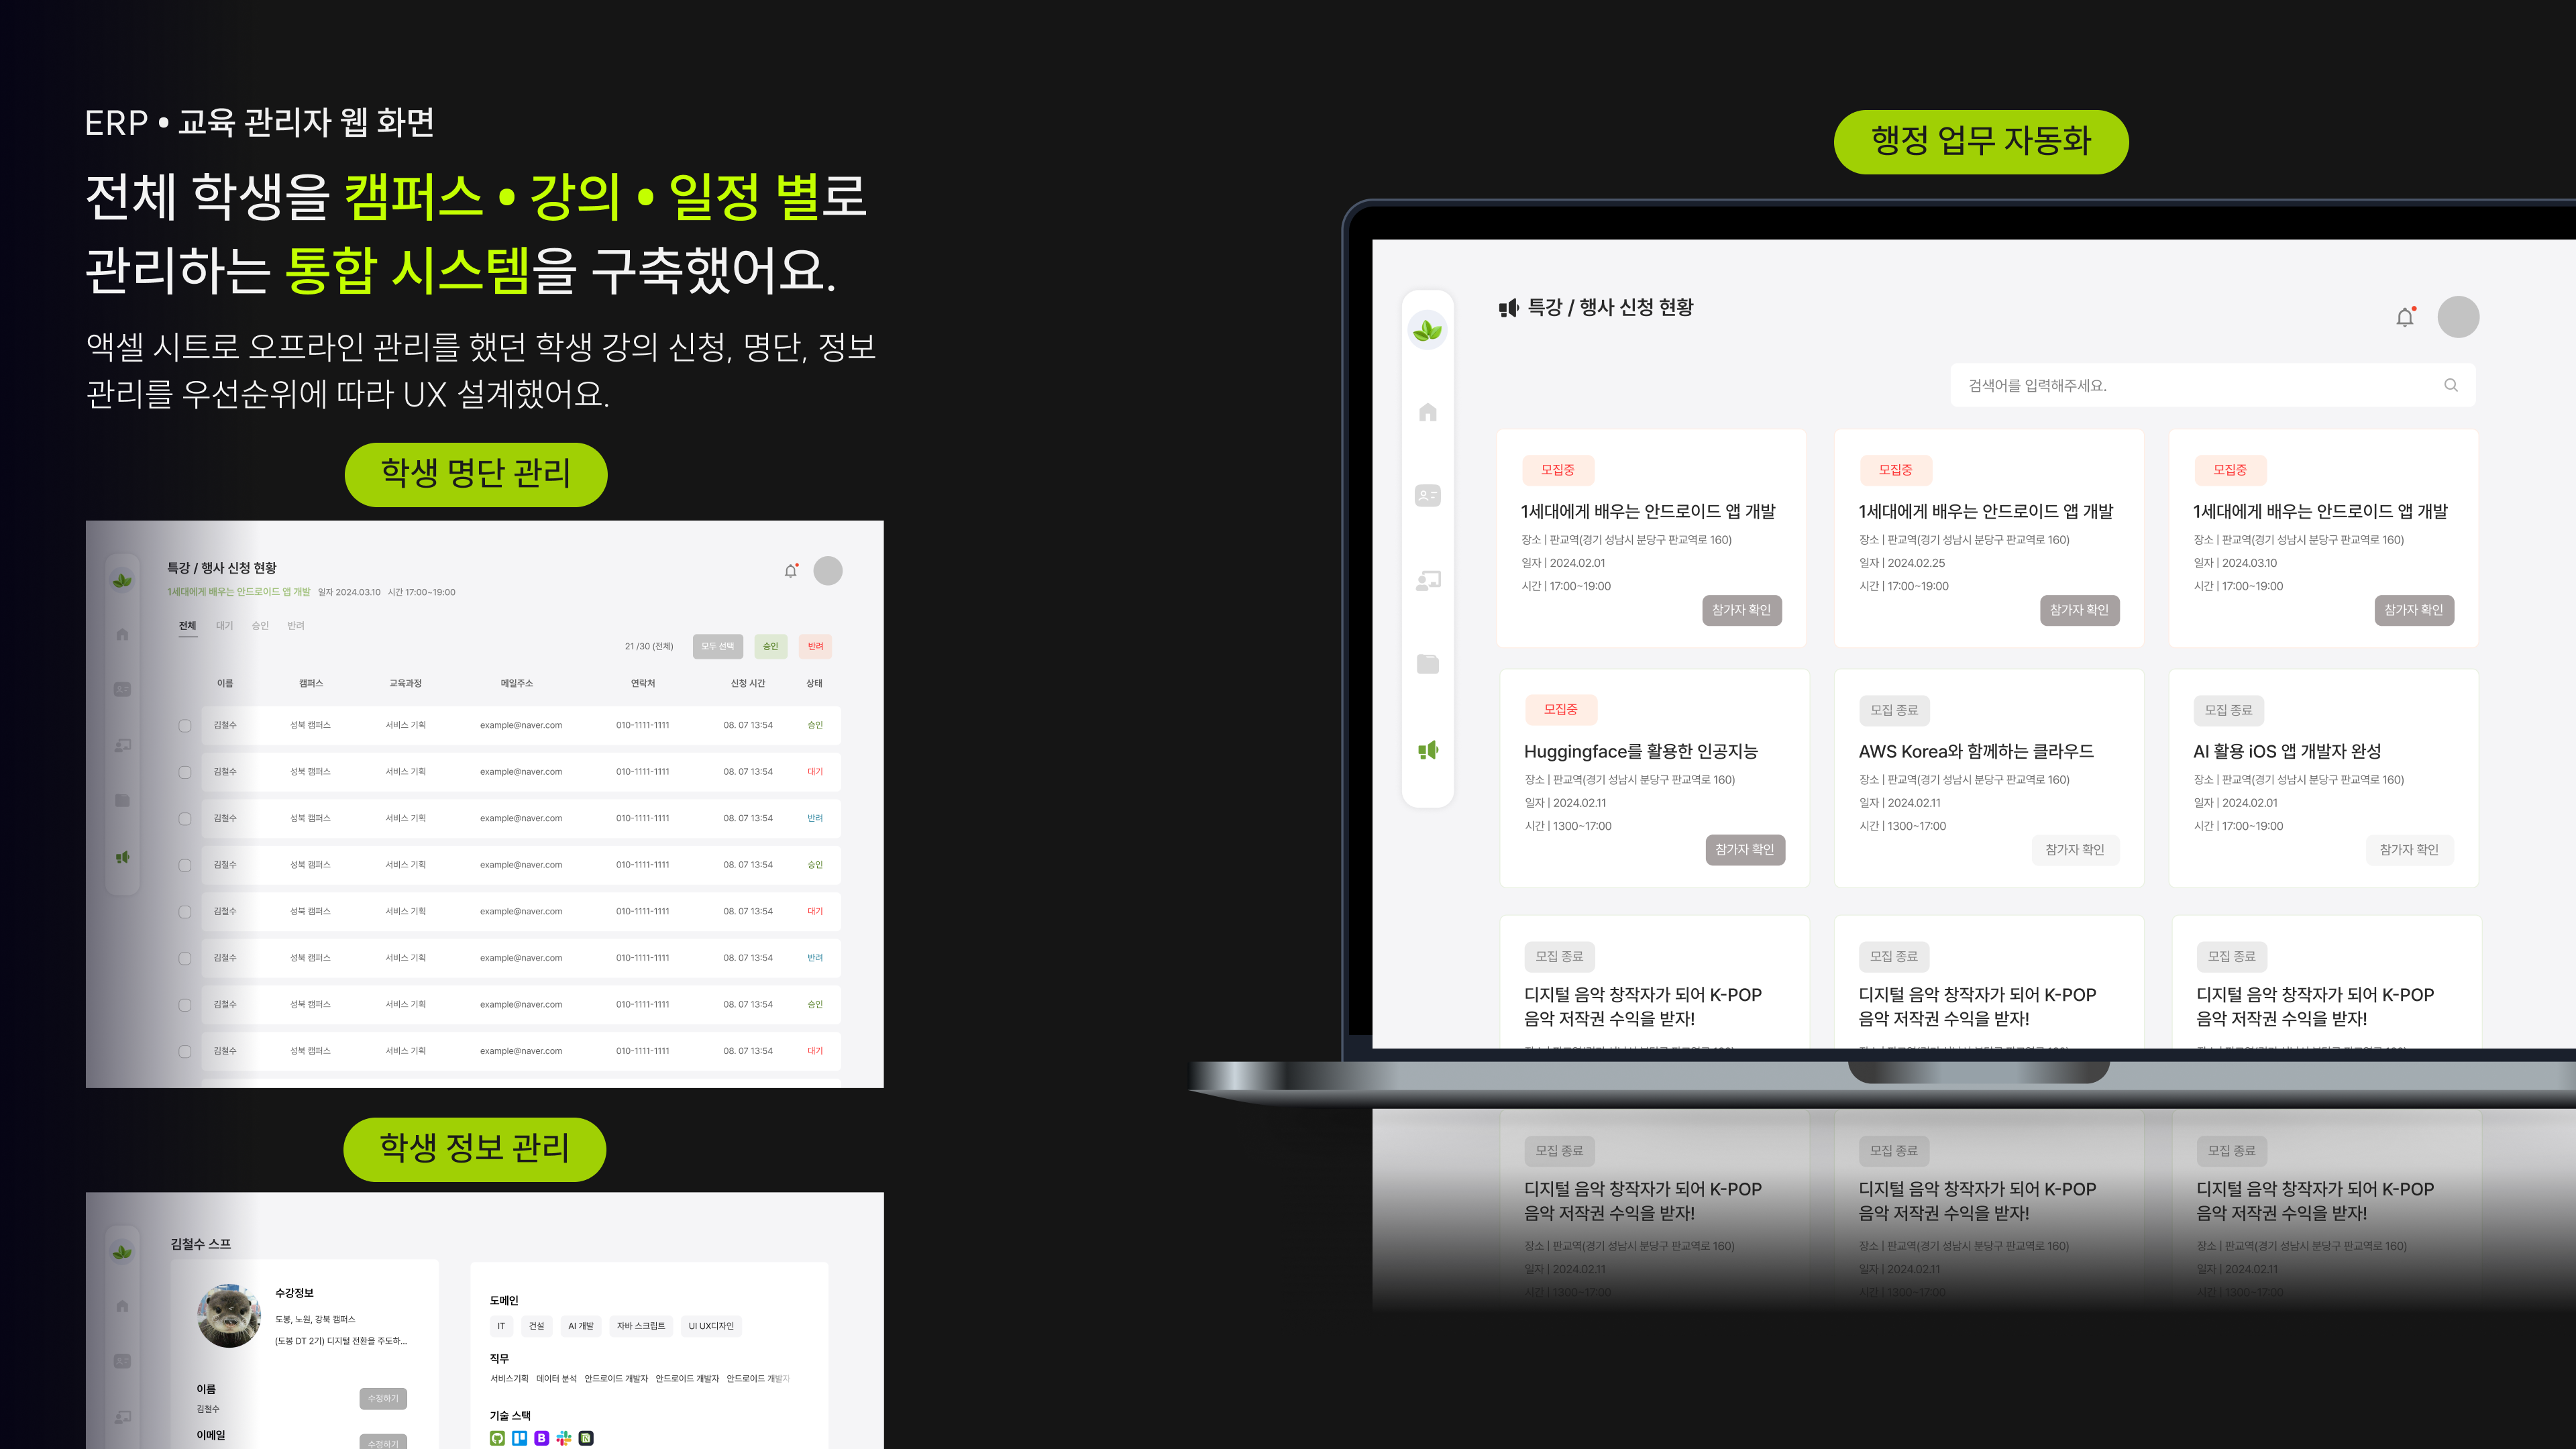 ERP • 교육 관리자 웹 화면
전체 학생을 캠퍼스 • 강의 • 일정 별로
관리하는 통합 시스템을 구축했어요.
액셀 시트로 오프라인 관리를 했던 학생 강의 신청, 명단, 정보
관리를 우선순위에 따라 UX 설계했어요.
학생 명단 관리
특강 / 행사 신청 현황
1세대에게 배우는 안드로이드 앱 개발 일자 2024.03.10 시간 17:00~19:00
전체 대기 승인 반려
21 /30 (전체) 모두 선택 승인 반려
이름 캠퍼스 교육과정 메일주소 연락처 신청 시간 상태
김철수 성북 캠퍼스 서비스 기획 example@naver.com 010-1111-1111 08. 07 13:54 승인
김철수 성북 캠퍼스 서비스 기획 example@naver.com 010-1111-1111 08. 07 13:54 대기
김철수 성북 캠퍼스 서비스 기획 example@naver.com 010-1111-1111 08. 07 13:54 반려
김철수 성북 캠퍼스 서비스 기획 example@naver.com 010-1111-1111 08. 07 13:54 승인
김철수 성북 캠퍼스 서비스 기획 example@naver.com 010-1111-1111 08. 07 13:54 대기
김철수 성북 캠퍼스 서비스 기획 example@naver.com 010-1111-1111 08. 07 13:54 반려
김철수 성북 캠퍼스 서비스 기획 example@naver.com 010-1111-1111 08. 07 13:54 승인
김철수 성북 캠퍼스 서비스 기획 example@naver.com 010-1111-1111 08. 07 13:54 대기
학생 정보 관리
김철수 스프
수강정보
도봉, 노원, 강북 캠퍼스
(도봉 DT 2기) 디지털 전환을 주도하...
이름
김철수
수정하기
이메일
수정하기
도메인
IT 건설 AI 개발 자바 스크립트 UI UX디자인
직무
서비스기획 데이터 분석 안드로이드 개발자 안드로이드 개발자 안드로이드 개발자
기술 스택
행정 업무 자동화
특강 / 행사 신청 현황
검색어를 입력해주세요.
모집중 모집중 모집중
1세대에게 배우는 안드로이드 앱 개발 1세대에게 배우는 안드로이드 앱 개발 1세대에게 배우는 안드로이드 앱 개발
장소 | 판교역(경기 성남시 분당구 판교역로 160) 장소 | 판교역(경기 성남시 분당구 판교역로 160) 장소 | 판교역(경기 성남시 분당구 판교역로 160)
일자 | 2024.02.01 일자 | 2024.02.25 일자 | 2024.03.10
시간 | 17:00~19:00 시간 | 17:00~19:00 시간 | 17:00~19:00
참가자 확인 참가자 확인 참가자 확인
모집중 모집 종료 모집 종료
Huggingface를 활용한 인공지능 AWS Korea와 함께하는 클라우드 AI 활용 iOS 앱 개발자 완성
장소 | 판교역(경기 성남시 분당구 판교역로 160) 장소 | 판교역(경기 성남시 분당구 판교역로 160) 장소 | 판교역(경기 성남시 분당구 판교역로 160)
일자 | 2024.02.11 일자 | 2024.02.11 일자 | 2024.02.01
시간 | 1300~17:00 시간 | 1300~17:00 시간 | 17:00~19:00
참가자 확인 참가자 확인 참가자 확인
모집 종료 모집 종료 모집 종료
디지털 음악 창작자가 되어 K-POP 디지털 음악 창작자가 되어 K-POP 디지털 음악 창작자가 되어 K-POP
음악 저작권 수익을 받자! 음악 저작권 수익을 받자! 음악 저작권 수익을 받자!
모집 종료 모집 종료 모집 종료
디지털 음악 창작자가 되어 K-POP 디지털 음악 창작자가 되어 K-POP 디지털 음악 창작자가 되어 K-POP
음악 저작권 수익을 받자! 음악 저작권 수익을 받자! 음악 저작권 수익을 받자!
장소 | 판교역(경기 성남시 분당구 판교역로 160) 장소 | 판교역(경기 성남시 분당구 판교역로 160) 장소 | 판교역(경기 성남시 분당구 판교역로 160)
일자 | 2024.02.11 일자 | 2024.02.11 일자 | 2024.02.11
시간 | 1300~17:00 시간 | 1300~17:00 시간 | 1300~17:00